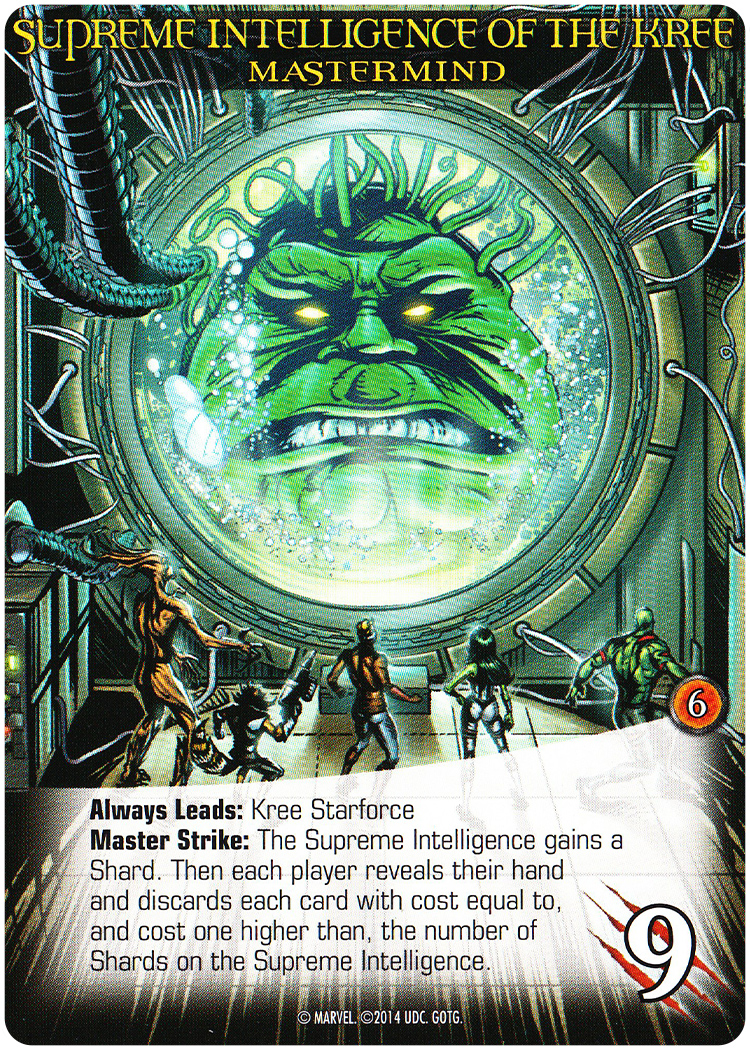 SUPREME INTELLIGENCE OF THE KREE
MASTERMIND
6
Always Leads: Kree Starforce
Master Strike: The Supreme Intelligence gains a
Shard. Then each player reveals their hand
and discards each card with cost equal to,
and cost one higher than, the number of
Shards on the Supreme Intelligence.
9
© MARVEL. ©2014 UDC. GOTG.